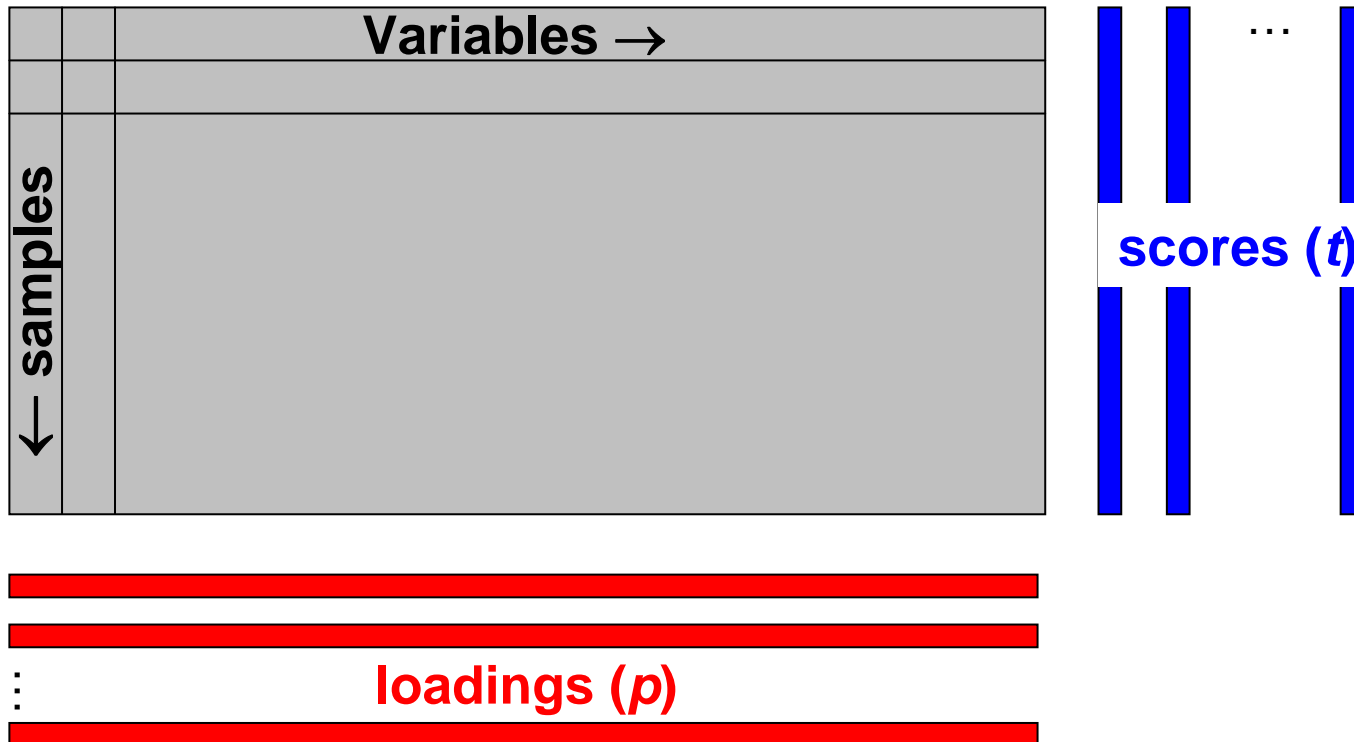 Variables →
…
← samples
scores (t)
⋮
loadings (p)